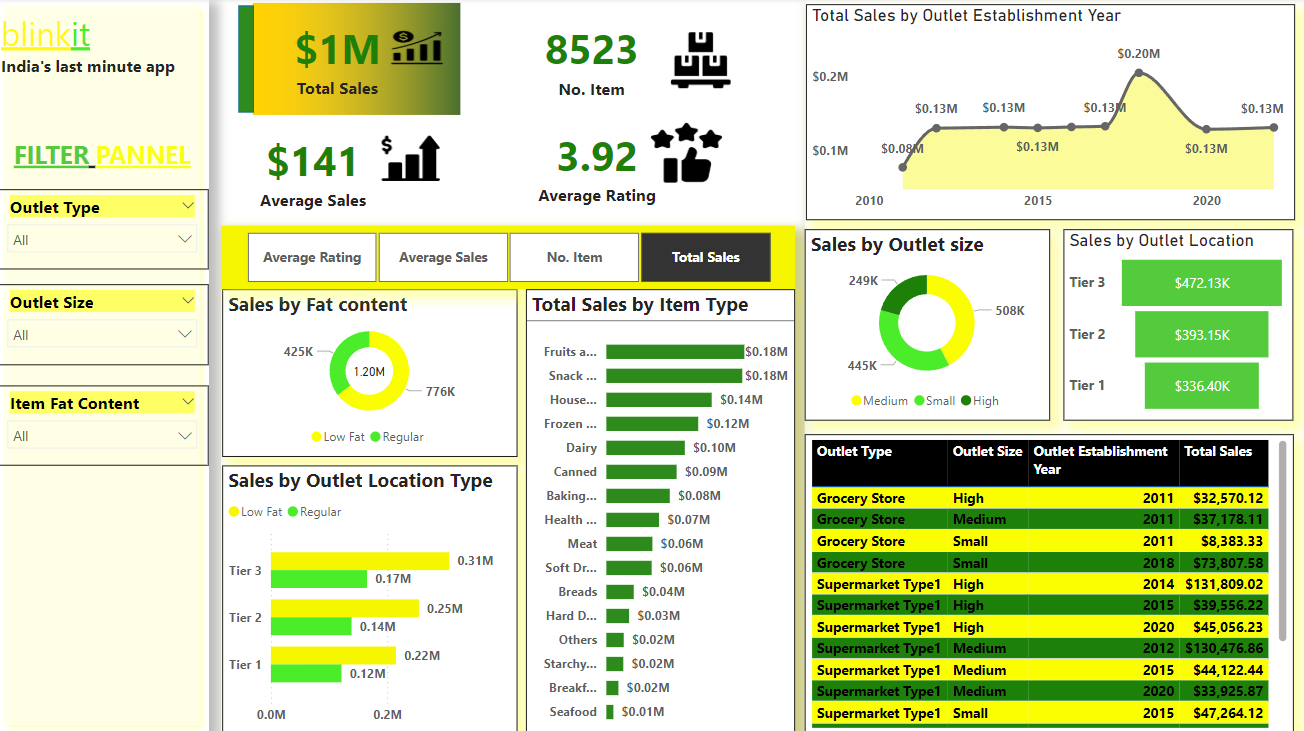 blinkit
India's last minute app
FILTER PANNEL
Outlet Type
All
Outlet Size
All
Item Fat Content
All
$1M
Total Sales
8523
No. Item
$
$141
Average Sales
3.92
Average Rating
Average Rating
Average Sales
No. Item
Total Sales
Sales by Fat content
425K
1.20M
776K
Low Fat Regular
Sales by Outlet Location Type
Low Fat Regular
Tier 3 0.31M
0.17M
Tier 2 0.25M
0.14M
Tier 1 0.22M
0.12M
0.0M 0.2M
Total Sales by Item Type
Fruits a... $0.18M
Snack ... $0.18M
House... $0.14M
Frozen ... $0.12M
Dairy $0.10M
Canned $0.09M
Baking... $0.08M
Health ... $0.07M
Meat $0.06M
Soft Dr... $0.06M
Breads $0.04M
Hard D... $0.03M
Others $0.02M
Starchy... $0.02M
Breakf... $0.02M
Seafood $0.01M
Total Sales by Outlet Establishment Year
$0.20M
$0.2M
$0.13M $0.13M $0.13M $0.13M
$0.1M $0.08M $0.13M $0.13M
2010 2015 2020
Sales by Outlet size
249K
508K
445K
Medium Small High
Sales by Outlet Location
Tier 3 $472.13K
Tier 2 $393.15K
Tier 1 $336.40K
Outlet Type Outlet Size Outlet Establishment Year Total Sales
Grocery Store High 2011 $32,570.12
Grocery Store Medium 2011 $37,178.11
Grocery Store Small 2011 $8,383.33
Grocery Store Small 2018 $73,807.58
Supermarket Type1 High 2014 $131,809.02
Supermarket Type1 High 2015 $39,556.22
Supermarket Type1 High 2020 $45,056.23
Supermarket Type1 Medium 2012 $130,476.86
Supermarket Type1 Medium 2015 $44,122.44
Supermarket Type1 Medium 2020 $33,925.87
Supermarket Type1 Small 2015 $47,264.12